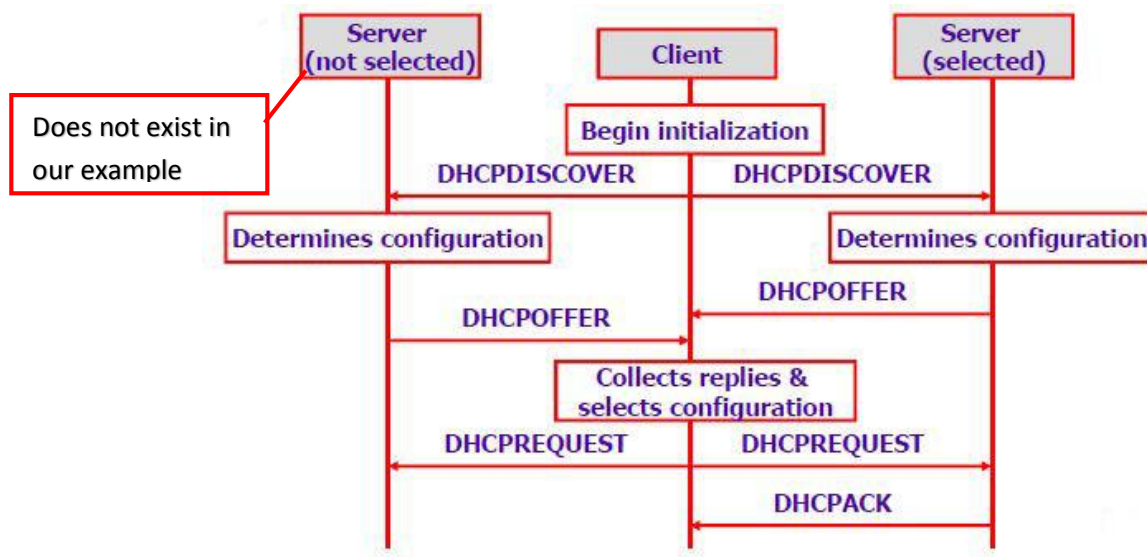 Server
(not selected)
Client
Server
(selected)
Does not exist in
our example
Begin initialization
DHCPDISCOVER
DHCPDISCOVER
Determines configuration
Determines configuration
DHCPOFFER
DHCPOFFER
Collects replies &
selects configuration
DHCPREQUEST
DHCPREQUEST
DHCPACK